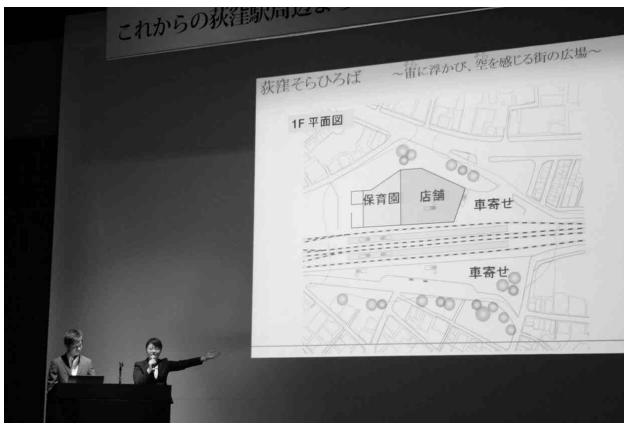 これからの荻窪駅周辺ま
荻窪そらひろば　～宙に浮かび、空を感じる街の広場～
1F 平面図
保育園
店舗
車寄せ
車寄せ